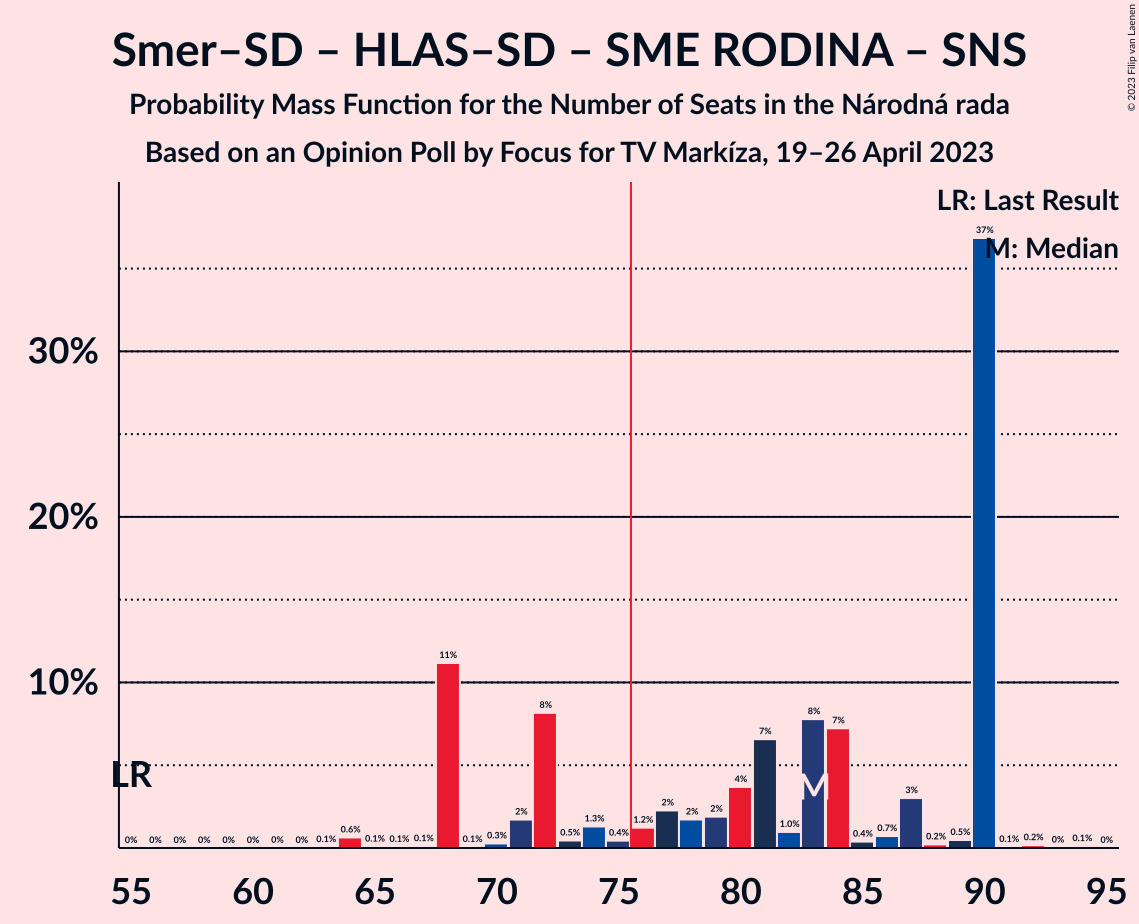 Smer–SD – HLAS–SD – SME RODINA – SNS
Probability Mass Function for the Number of Seats in the Národná rada
Based on an Opinion Poll by Focus for TV Markíza, 19–26 April 2023
© 2023 Filip van Laenen
LR: Last Result
M: Median
37%
30%
20%
10%
11%
8%
8%
7%
7%
4%
3%
LR
M
0% 0% 0% 0% 0% 0% 0% 0% 0.1% 0.6% 0.1% 0.1% 0.1% 0.1% 0.3% 2% 0.5% 1.3% 0.4% 1.2% 2% 2% 2% 1.0% 0.4% 0.7% 0.2% 0.5% 0.1% 0.2% 0% 0.1% 0%
55 60 65 70 75 80 85 90 95